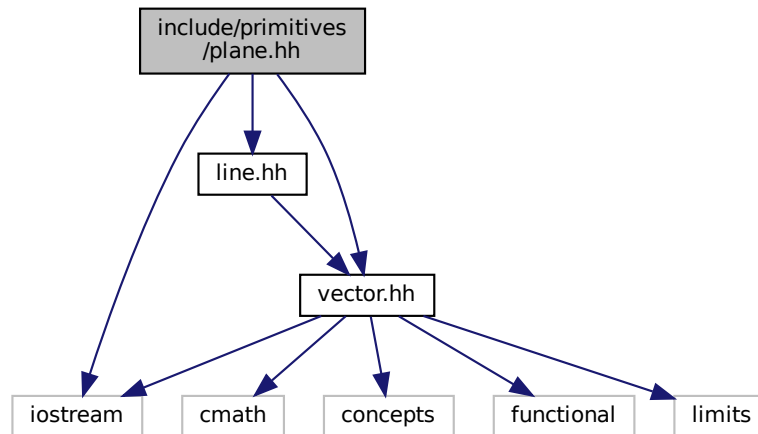 include/primitives
/plane.hh
line.hh
vector.hh
iostream
cmath
concepts
functional
limits